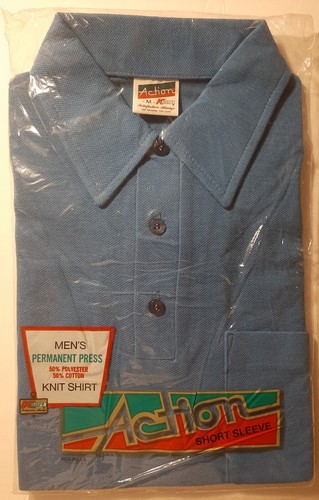 Action
- M -
MEN'S
PERMANENT PRESS
50% POLYESTER
50% COTTON
KNIT SHIRT
Action
SHORT SLEEVE